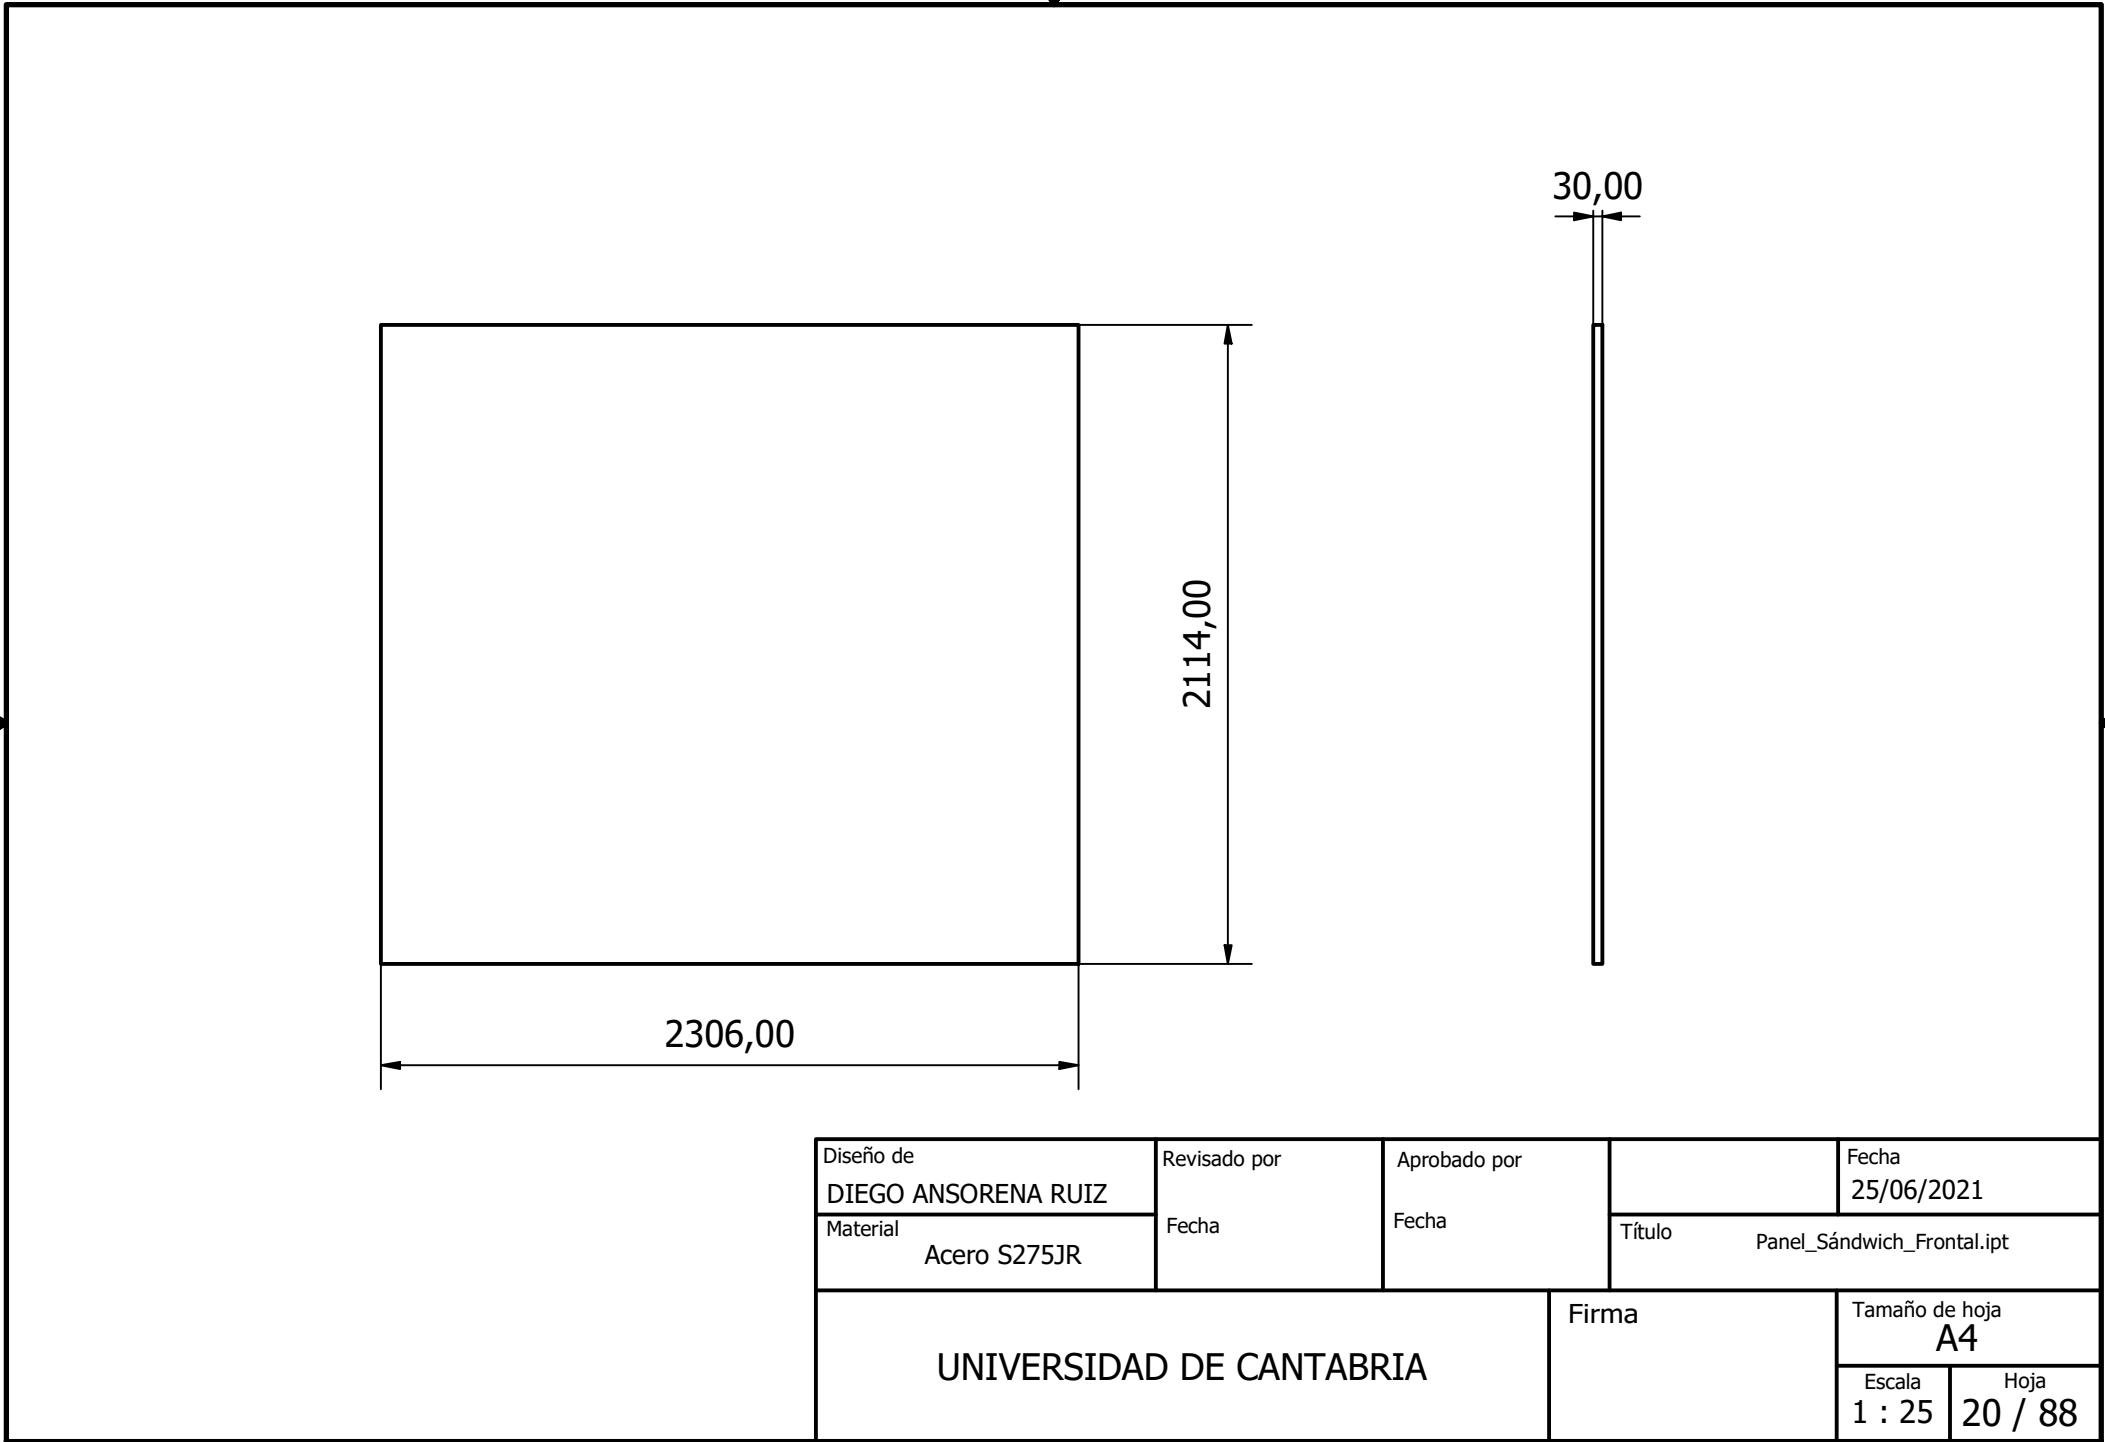 30,00
2114,00
2306,00
Diseño de
DIEGO ANSORENA RUIZ
Revisado por
Aprobado por
Fecha
25/06/2021
Material
Acero S275JR
Fecha
Fecha
Título
Panel_Sándwich_Frontal.ipt
UNIVERSIDAD DE CANTABRIA
Firma
Tamaño de hoja
A4
Escala
1 : 25
Hoja
20 / 88